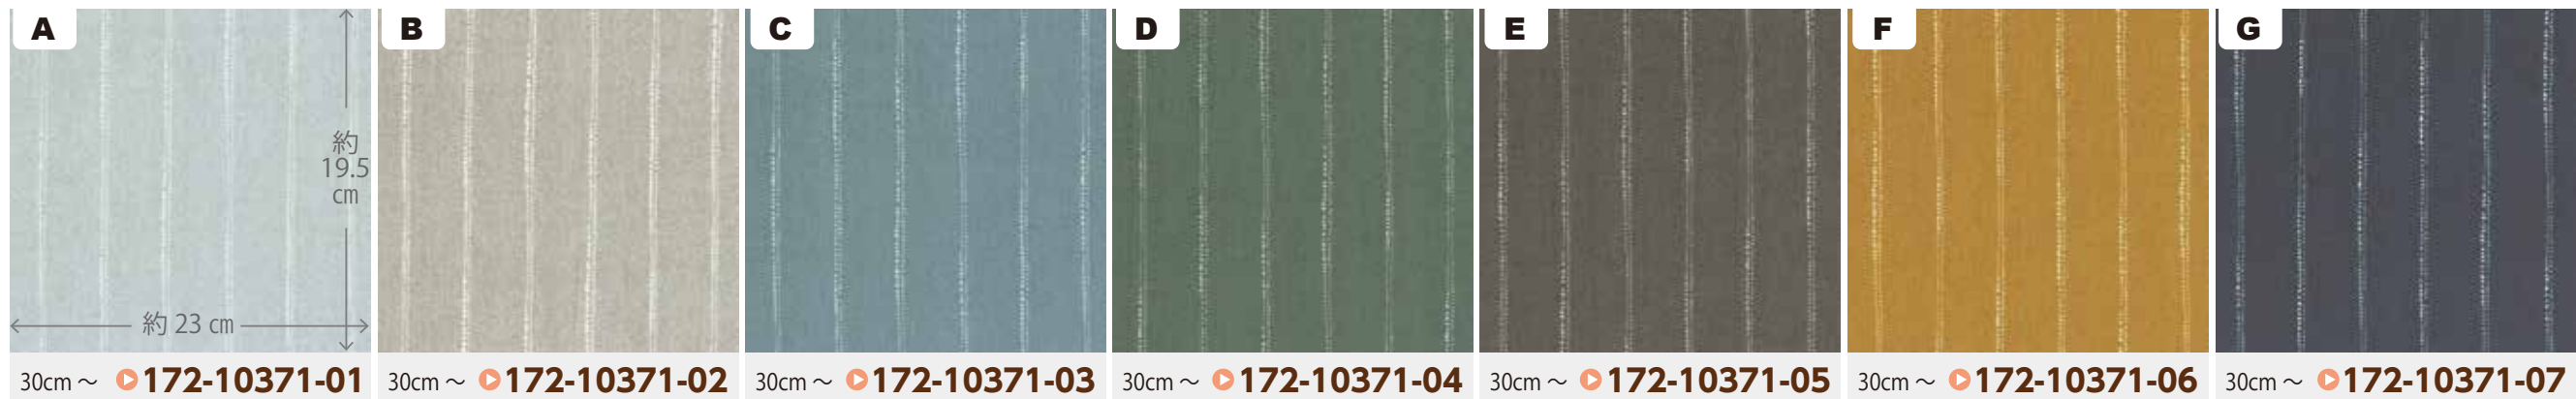 A
約
19.5
cm
約 23 cm
30cm ～ 172-10371-01
B
30cm ～ 172-10371-02
C
30cm ～ 172-10371-03
D
30cm ～ 172-10371-04
E
30cm ～ 172-10371-05
F
30cm ～ 172-10371-06
G
30cm ～ 172-10371-07